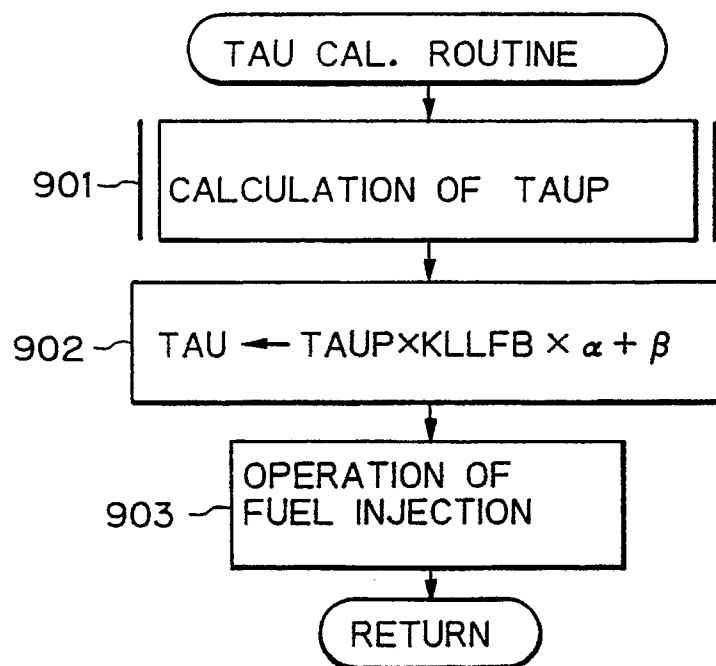 TAU CAL. ROUTINE
901
CALCULATION OF TAUP
902
TAU ← TAUP×KLLFB × α + β
903
OPERATION OF
FUEL INJECTION
RETURN